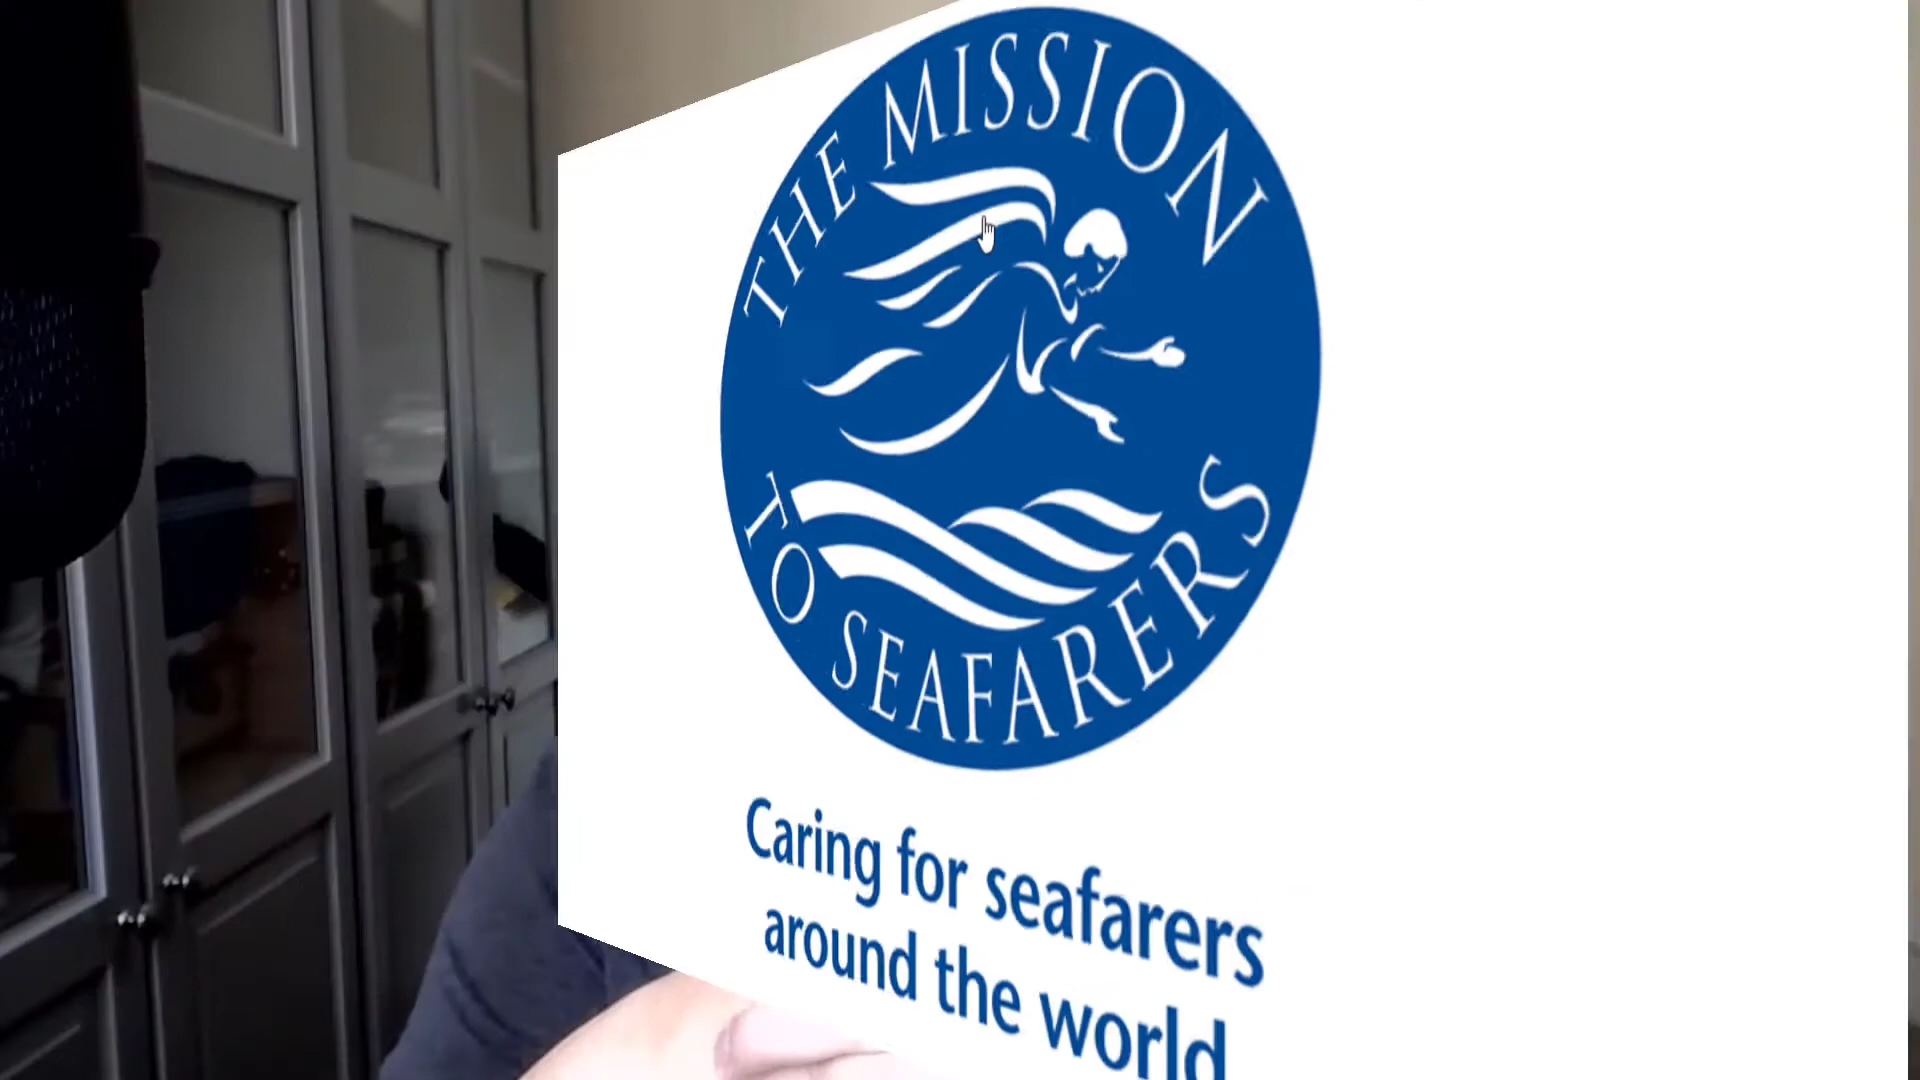 THE MISSION
TO SEAFARERS
Caring for seafarers
around the world